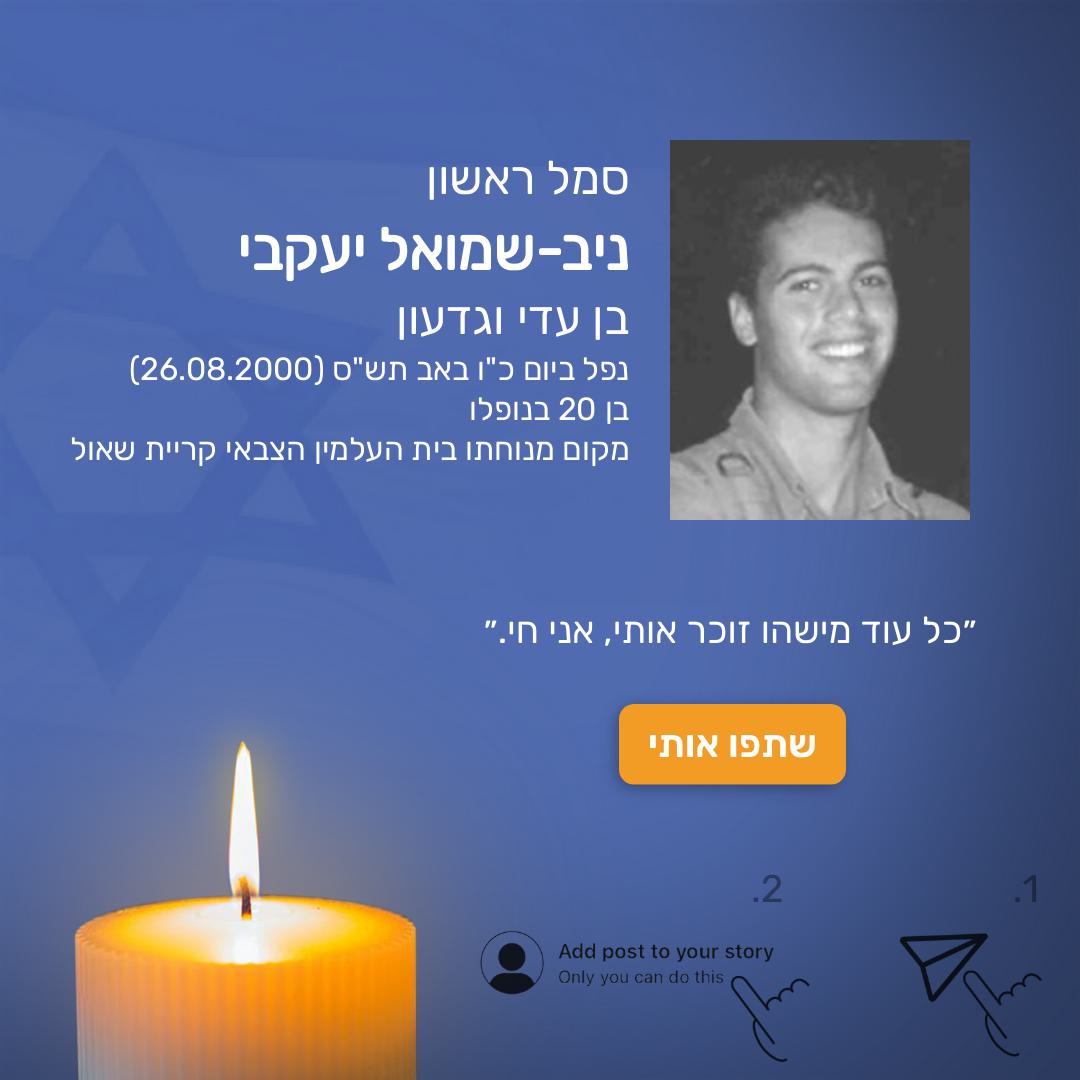 סמל ראשון
ניב-שמואל יעקבי
בן עדי וגדעון
נפל ביום כ"ו באב תש"ס (26.08.2000)
בן 20 בנופלו
מקום מנוחתו בית העלמין הצבאי קריית שאול
״כל עוד מישהו זוכר אותי, אני חי.״
שתפו אותי
1.
2.
Add post to your story
Only you can do this